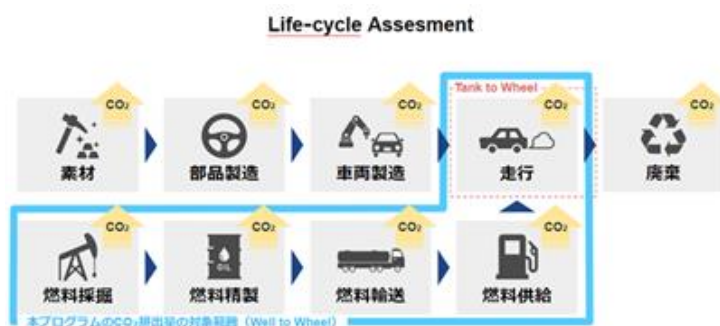 Life-cycle Assesment
Tank to Wheel
CO₂
CO₂
CO₂
CO₂
CO₂
素材
部品製造
車両製造
走行
廃棄
CO₂
CO₂
CO₂
CO₂
OIL
燃料採掘
燃料精製
燃料輸送
燃料供給
本プログラムのCO₂排出量の対象範囲（Well to Wheel）